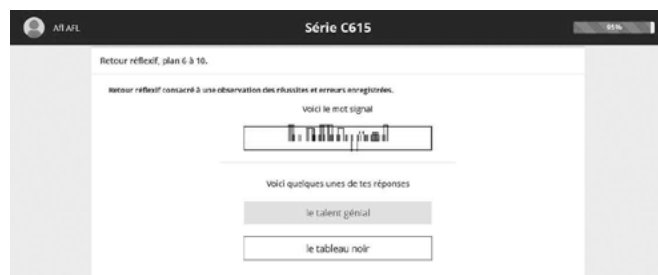 Afl AFL
Série C615
95%
Retour réflexif, plan 6 à 10.
Retour réflexif consacré à une observation des réussites et erreurs enregistrées.
Voici le mot signal
Voici quelques unes de tes réponses
le talent génial
le tableau noir